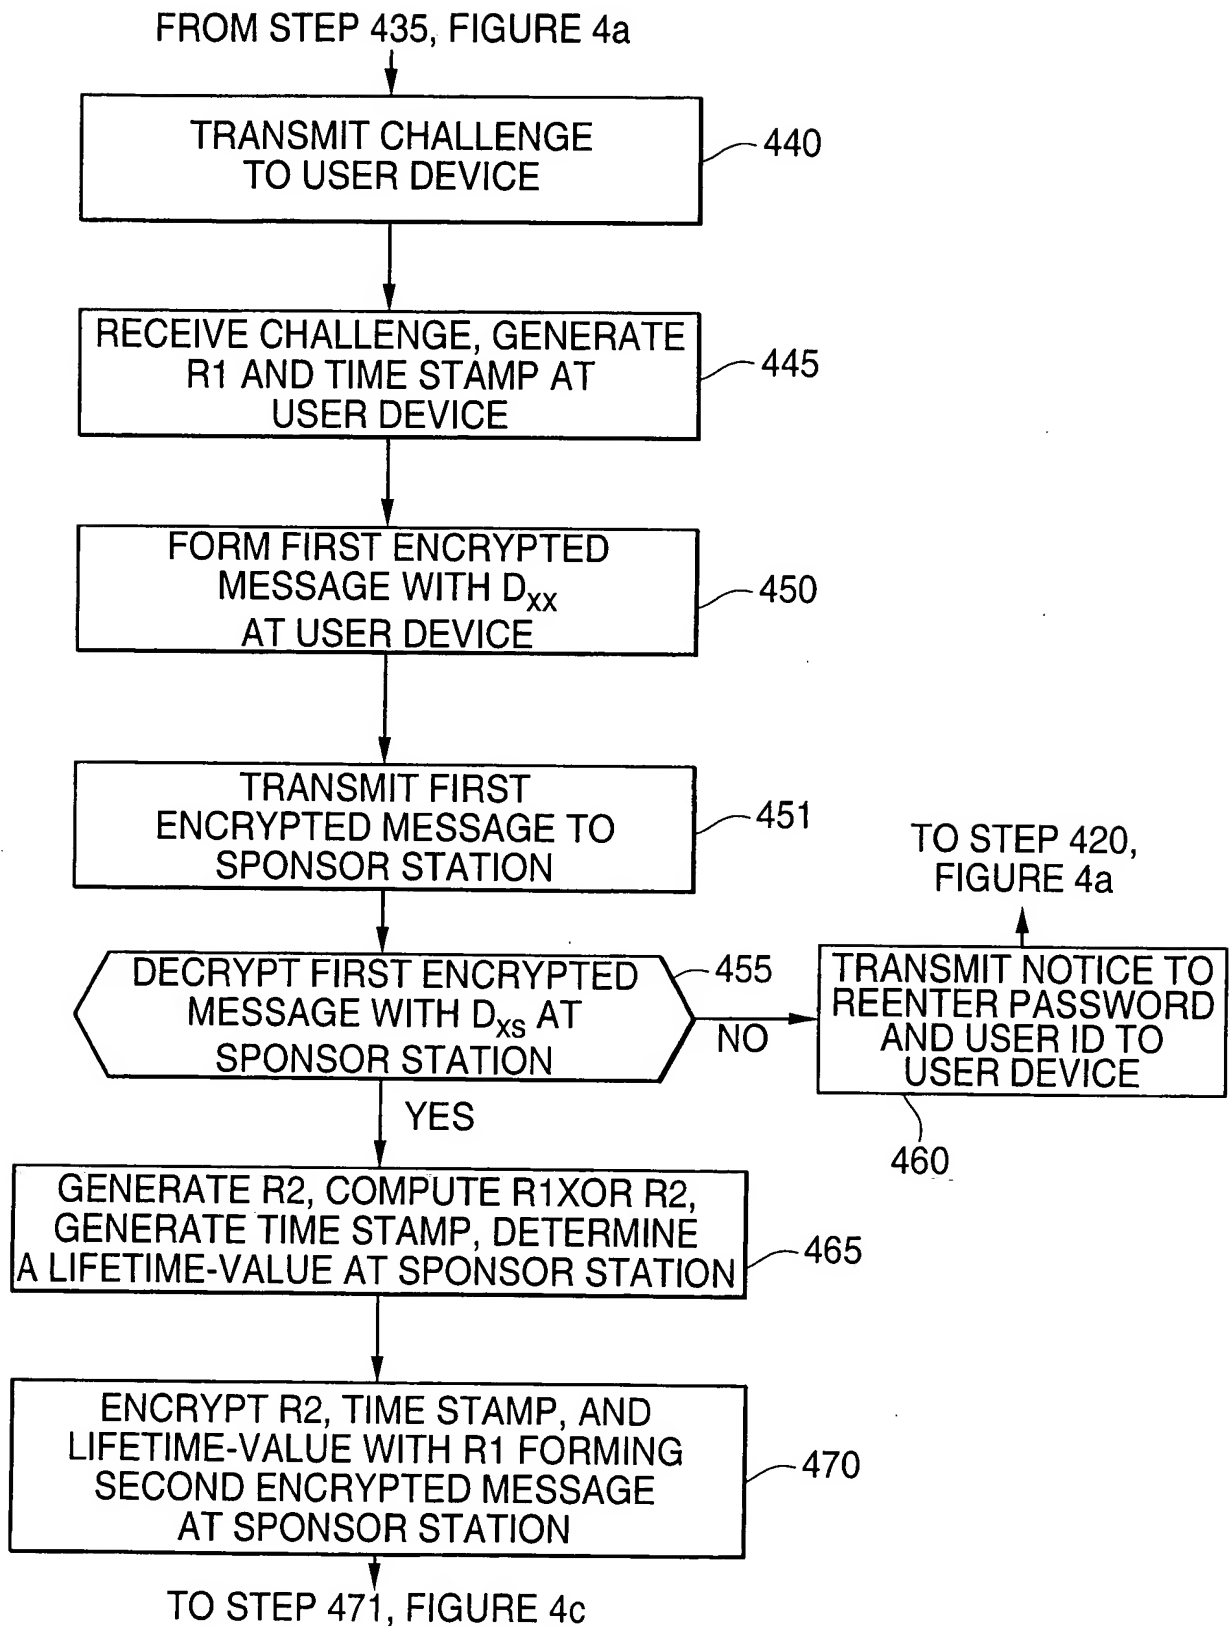 FROM STEP 435, FIGURE 4a
TRANSMIT CHALLENGE
TO USER DEVICE
440
RECEIVE CHALLENGE, GENERATE
R1 AND TIME STAMP AT
USER DEVICE
445
FORM FIRST ENCRYPTED
MESSAGE WITH Dxx
AT USER DEVICE
450
TRANSMIT FIRST
ENCRYPTED MESSAGE TO
SPONSOR STATION
451
TO STEP 420,
FIGURE 4a
DECRYPT FIRST ENCRYPTED
MESSAGE WITH Dxs AT
SPONSOR STATION
455
NO
TRANSMIT NOTICE TO
REENTER PASSWORD
AND USER ID TO
USER DEVICE
460
YES
GENERATE R2, COMPUTE R1XOR R2,
GENERATE TIME STAMP, DETERMINE
A LIFETIME-VALUE AT SPONSOR STATION
465
ENCRYPT R2, TIME STAMP, AND
LIFETIME-VALUE WITH R1 FORMING
SECOND ENCRYPTED MESSAGE
AT SPONSOR STATION
470
TO STEP 471, FIGURE 4c